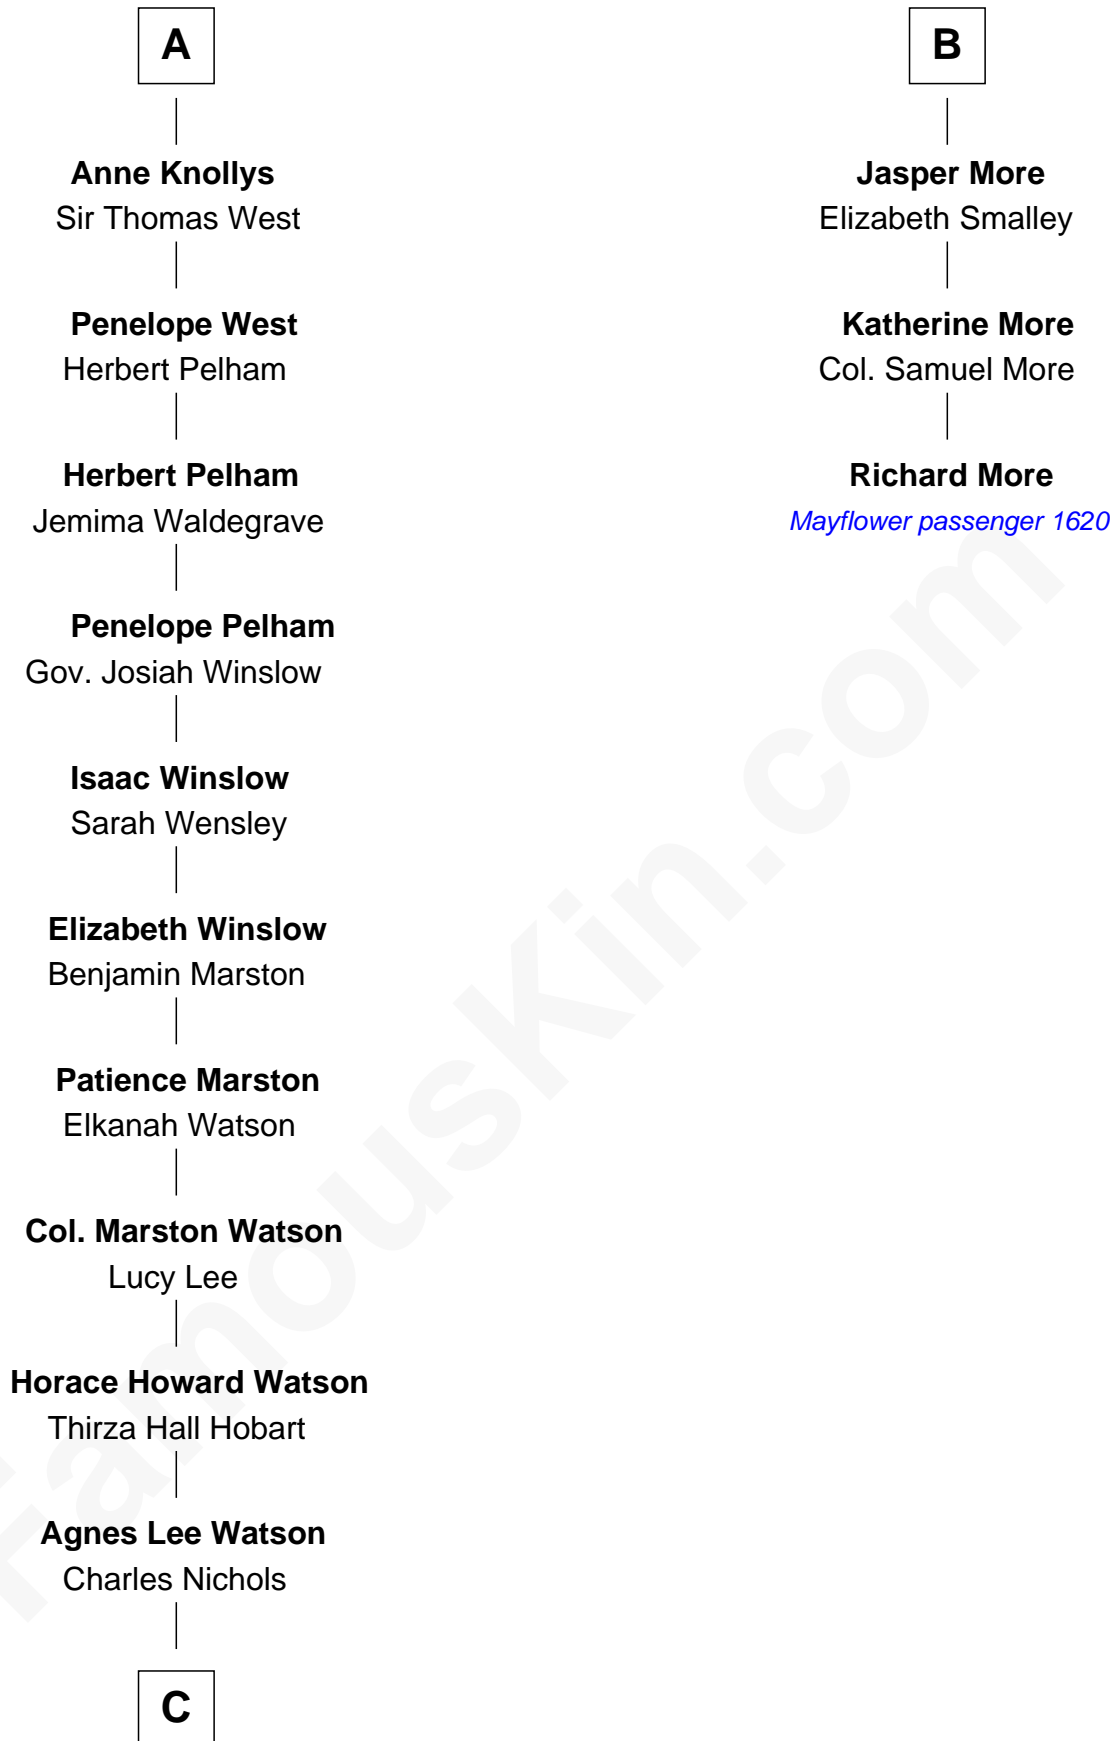 A
Anne Knollys
Sir Thomas West
Penelope West
Herbert Pelham
Herbert Pelham
Jemima Waldegrave
Penelope Pelham
Gov. Josiah Winslow
Isaac Winslow
Sarah Wensley
Elizabeth Winslow
Benjamin Marston
Patience Marston
Elkanah Watson
Col. Marston Watson
Lucy Lee
Horace Howard Watson
Thirza Hall Hobart
Agnes Lee Watson
Charles Nichols
C
B
Jasper More
Elizabeth Smalley
Katherine More
Col. Samuel More
Richard More
Mayflower passenger 1620
FamousKin.com